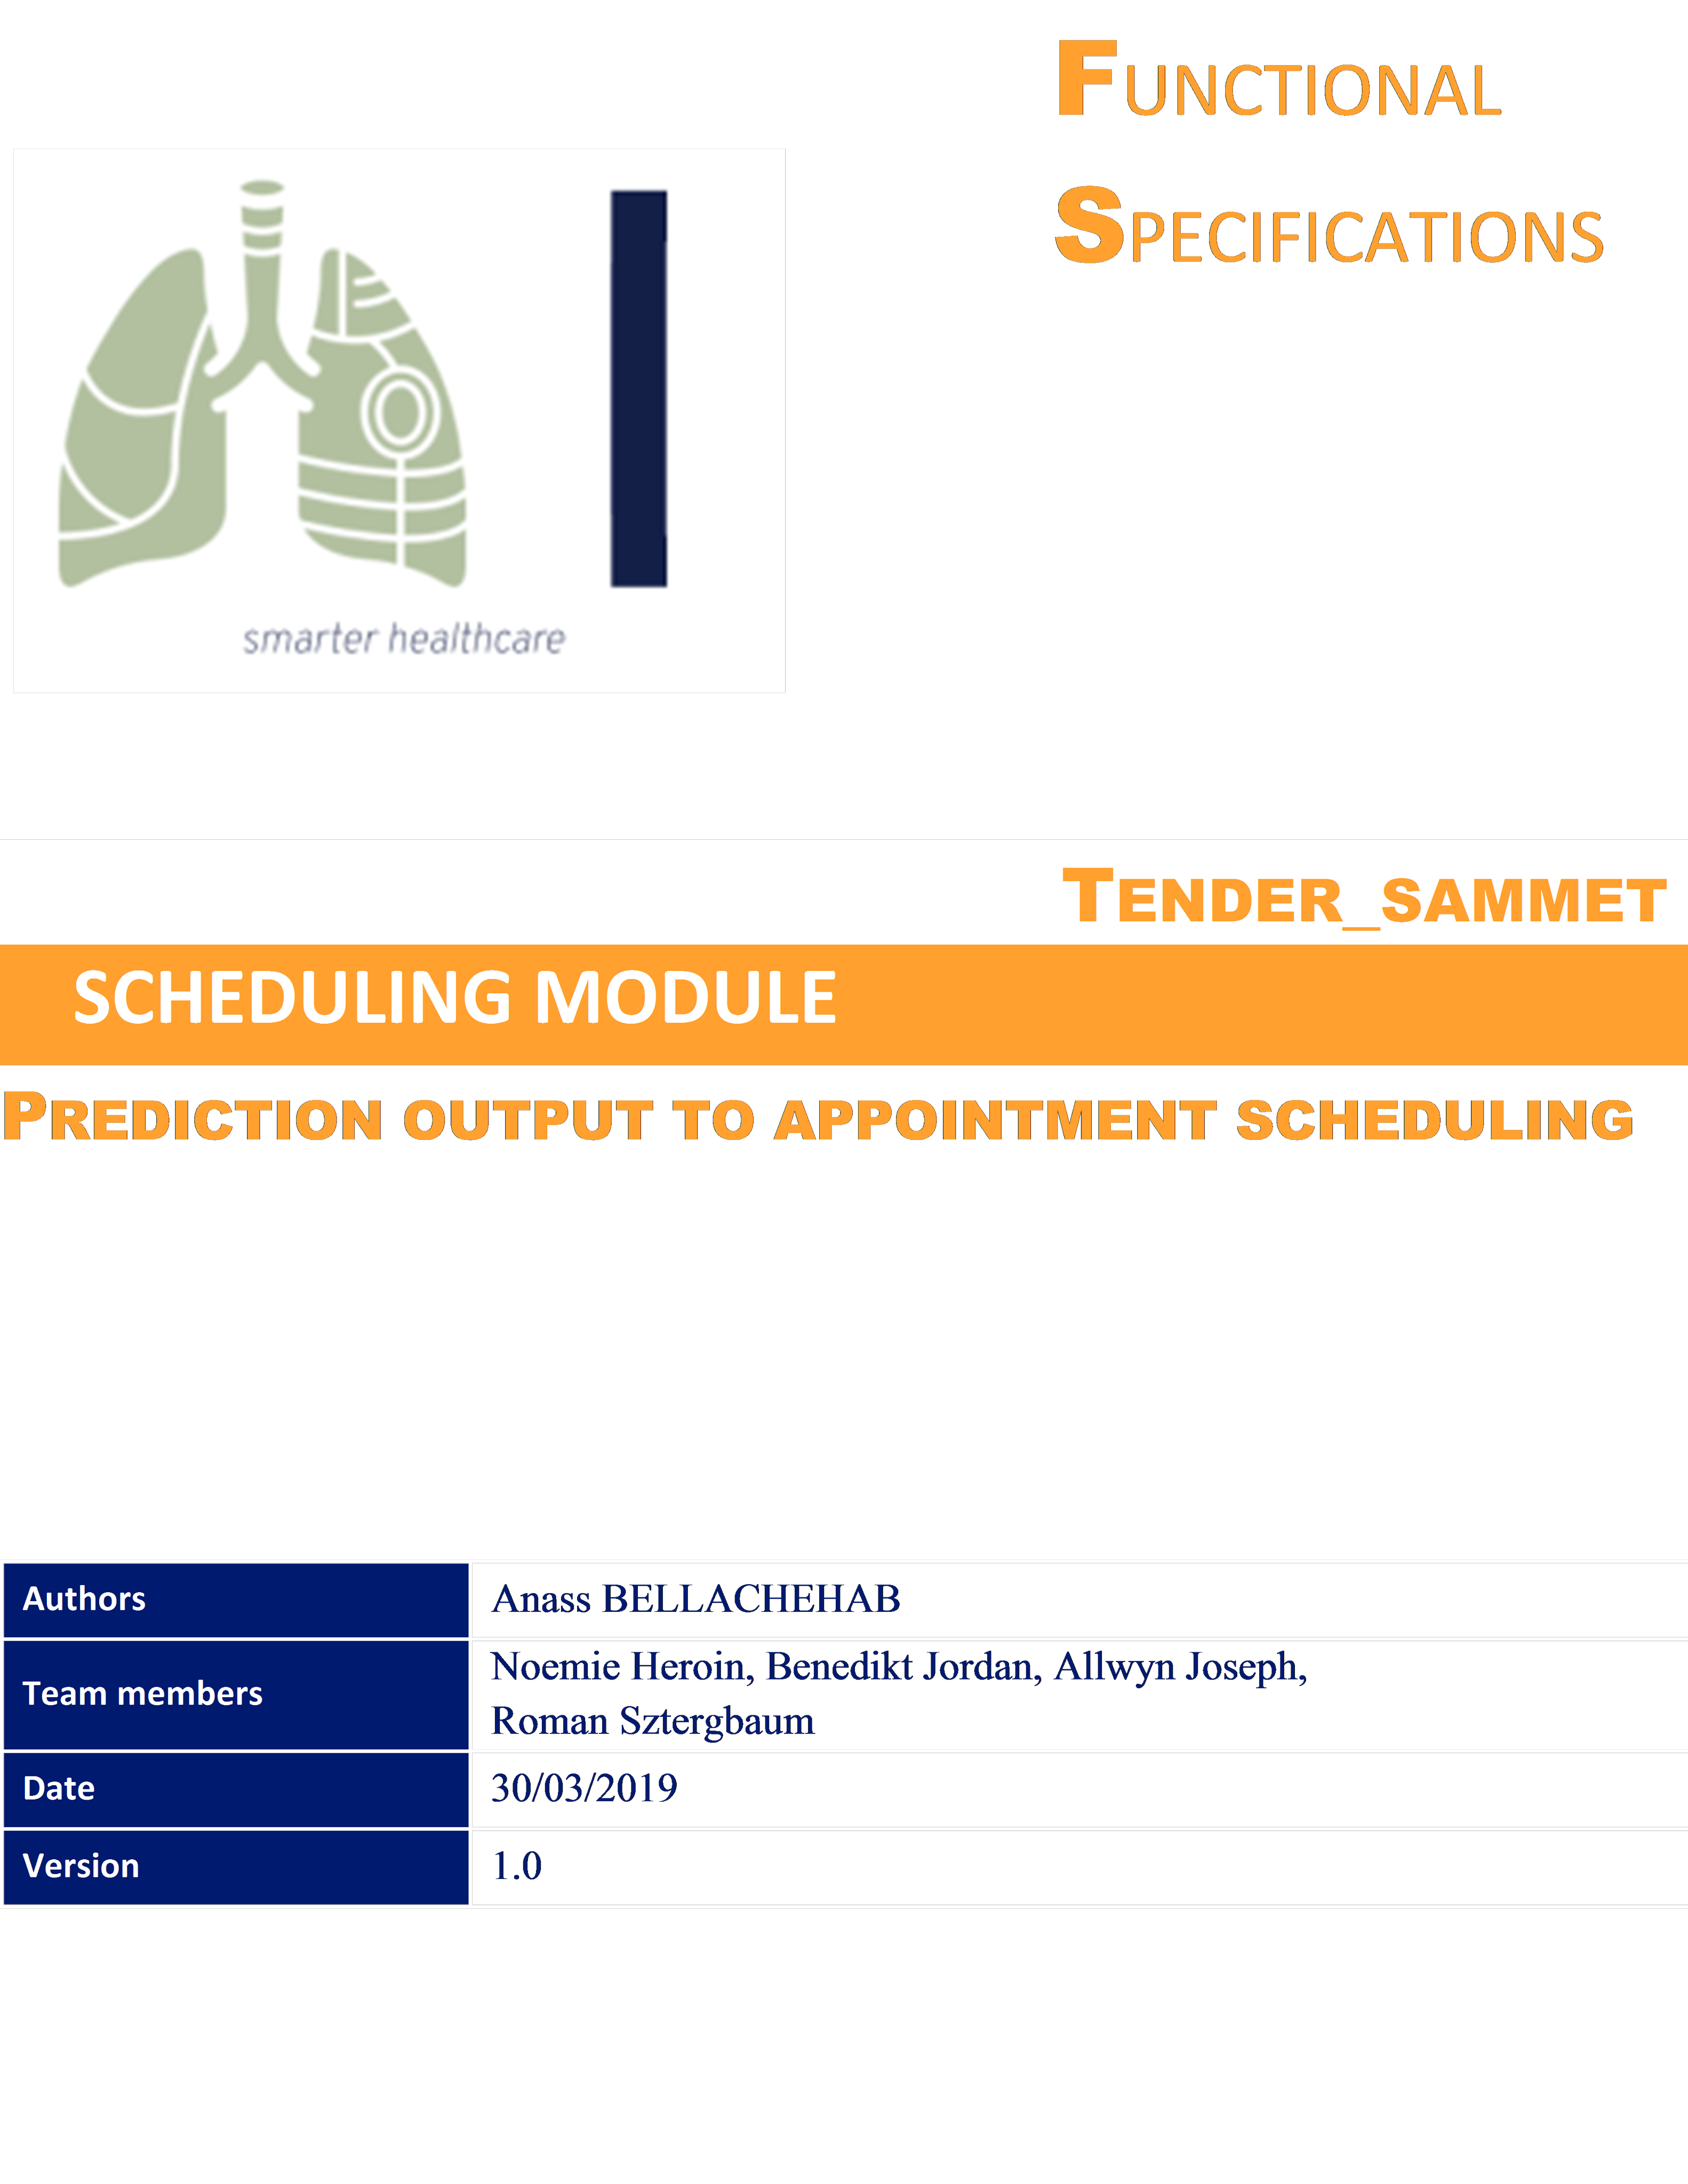 FUNCTIONAL
SPECIFICATIONS
smarter healthcare
TENDER_SAMMET
SCHEDULING MODULE
PREDICTION OUTPUT TO APPOINTMENT SCHEDULING
Authors
Anass BELLACHEHAB
Team members
Noemie Heroin, Benedikt Jordan, Allwyn Joseph,
Roman Sztergbaum
Date
30/03/2019
Version
1.0